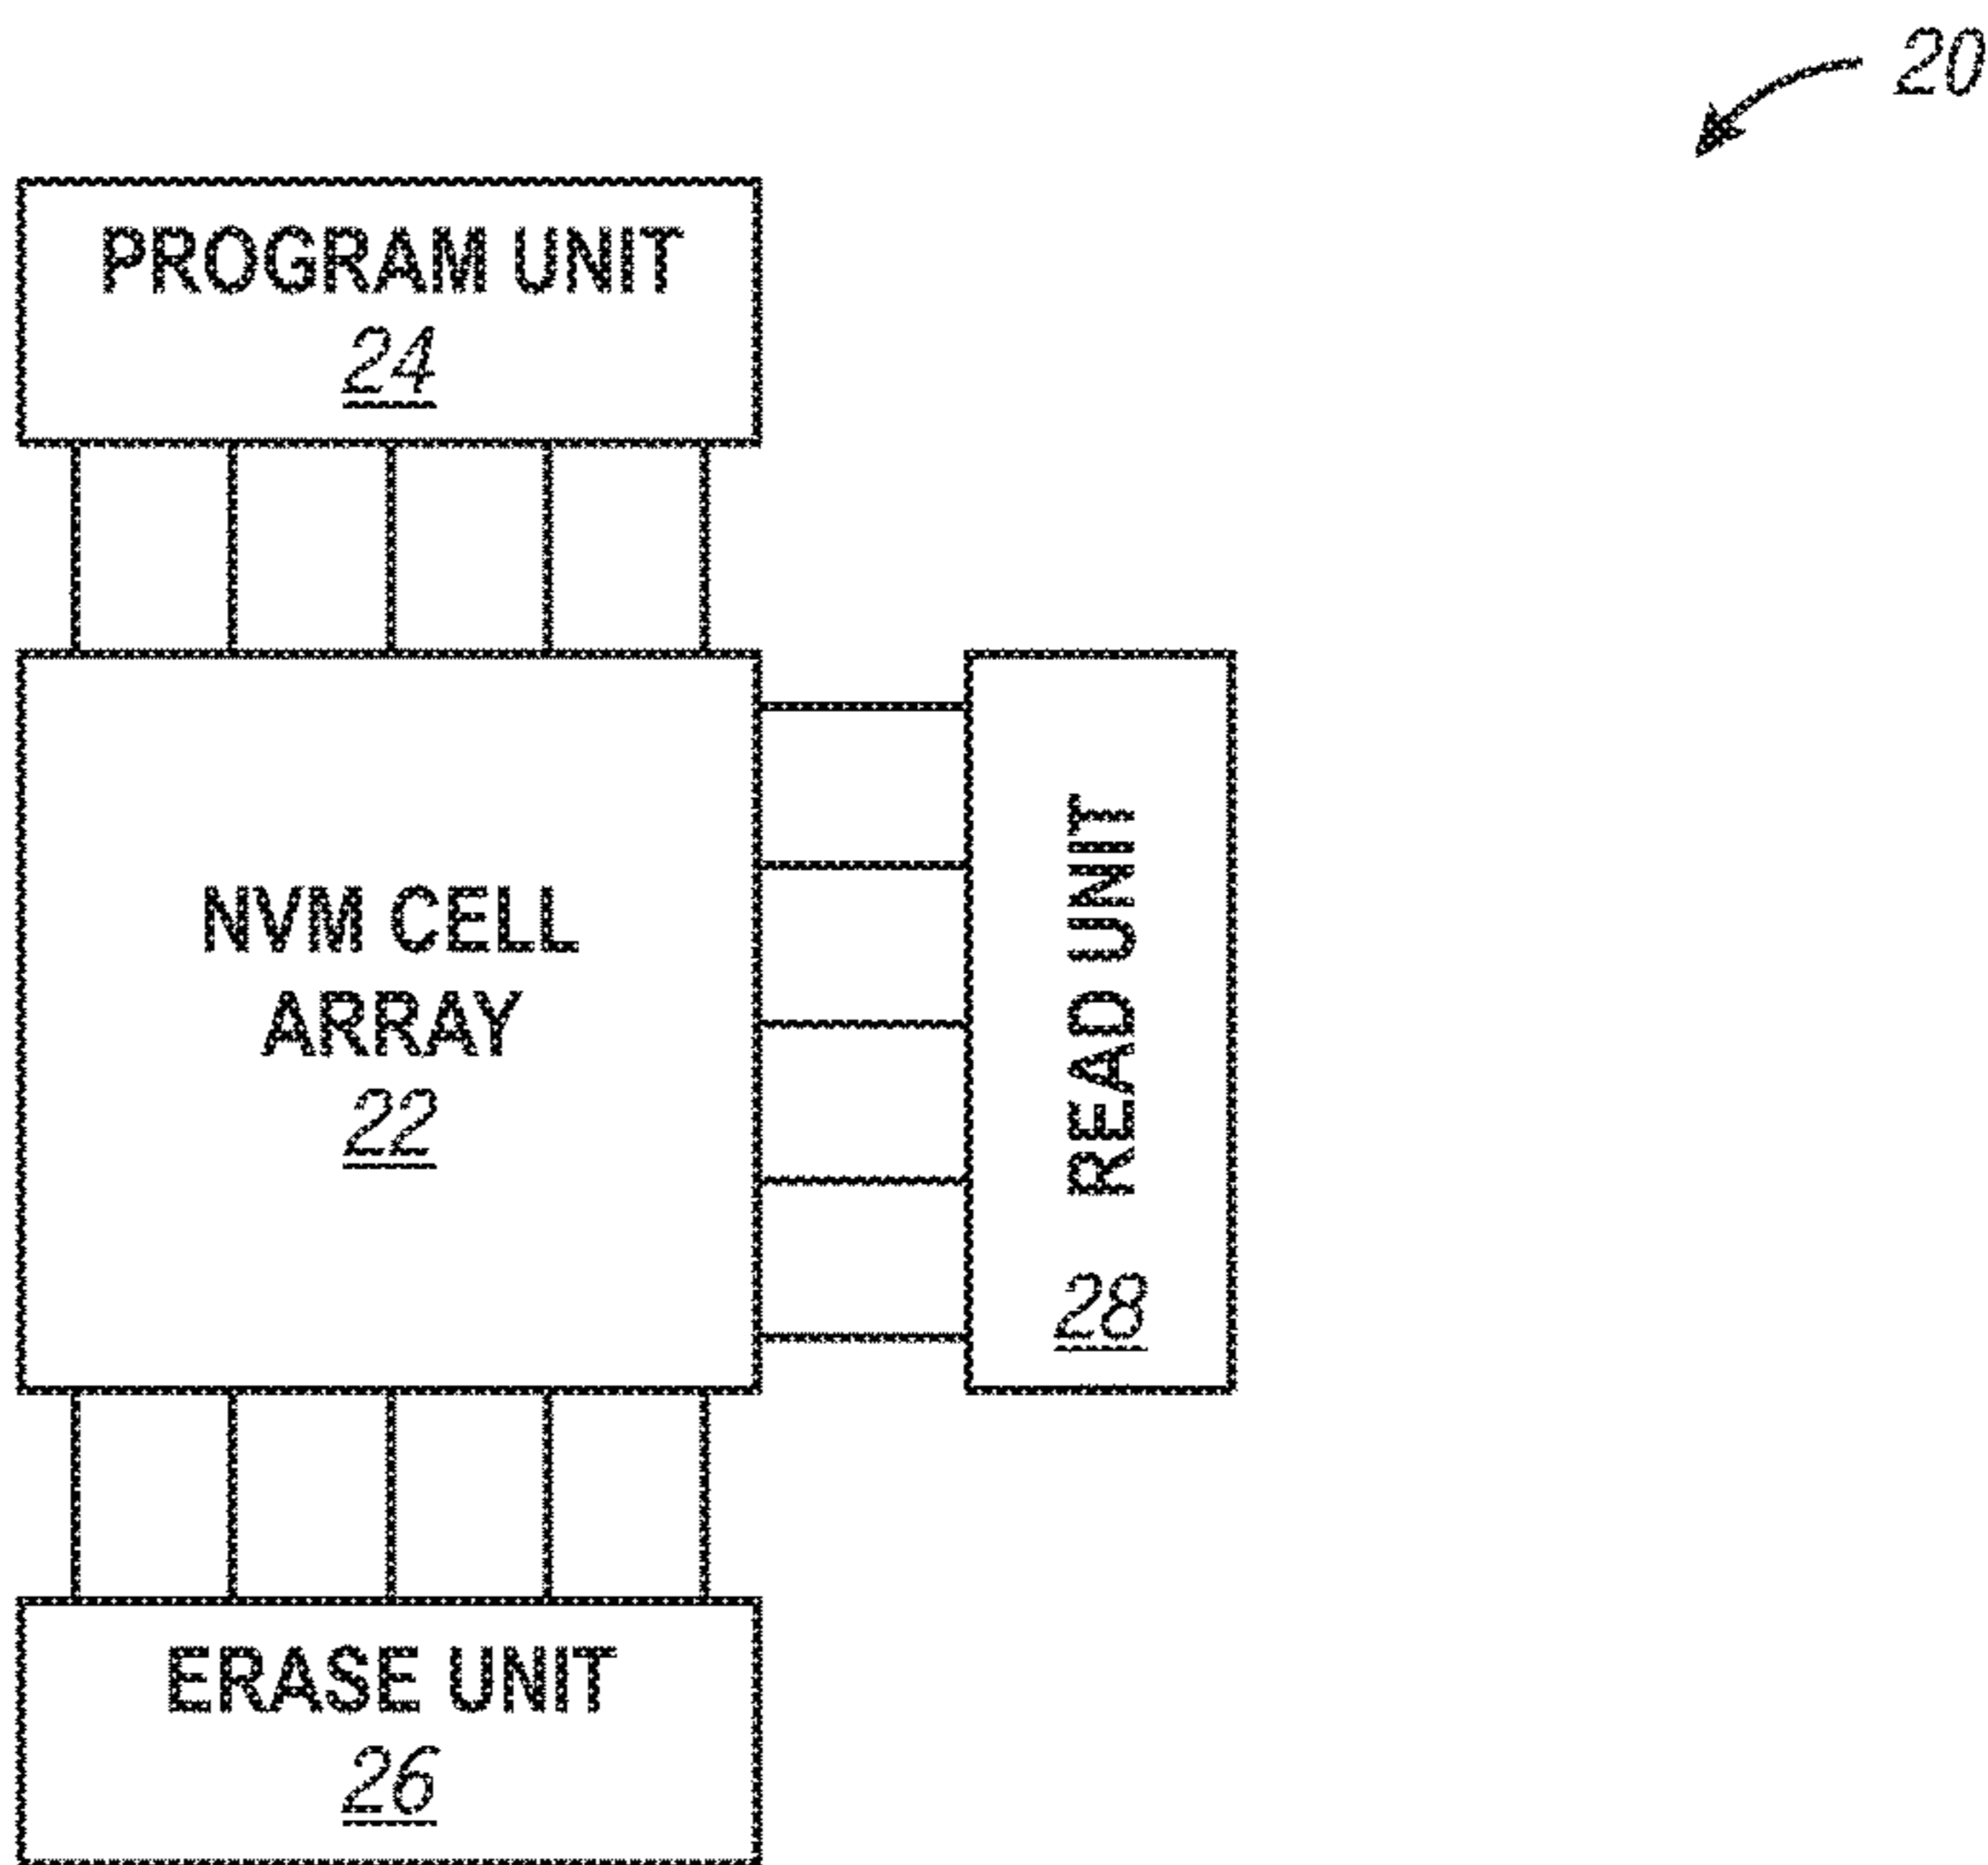 20
PROGRAM UNIT
24
NVM CELL
ARRAY
22
READ UNIT
28
ERASE UNIT
26